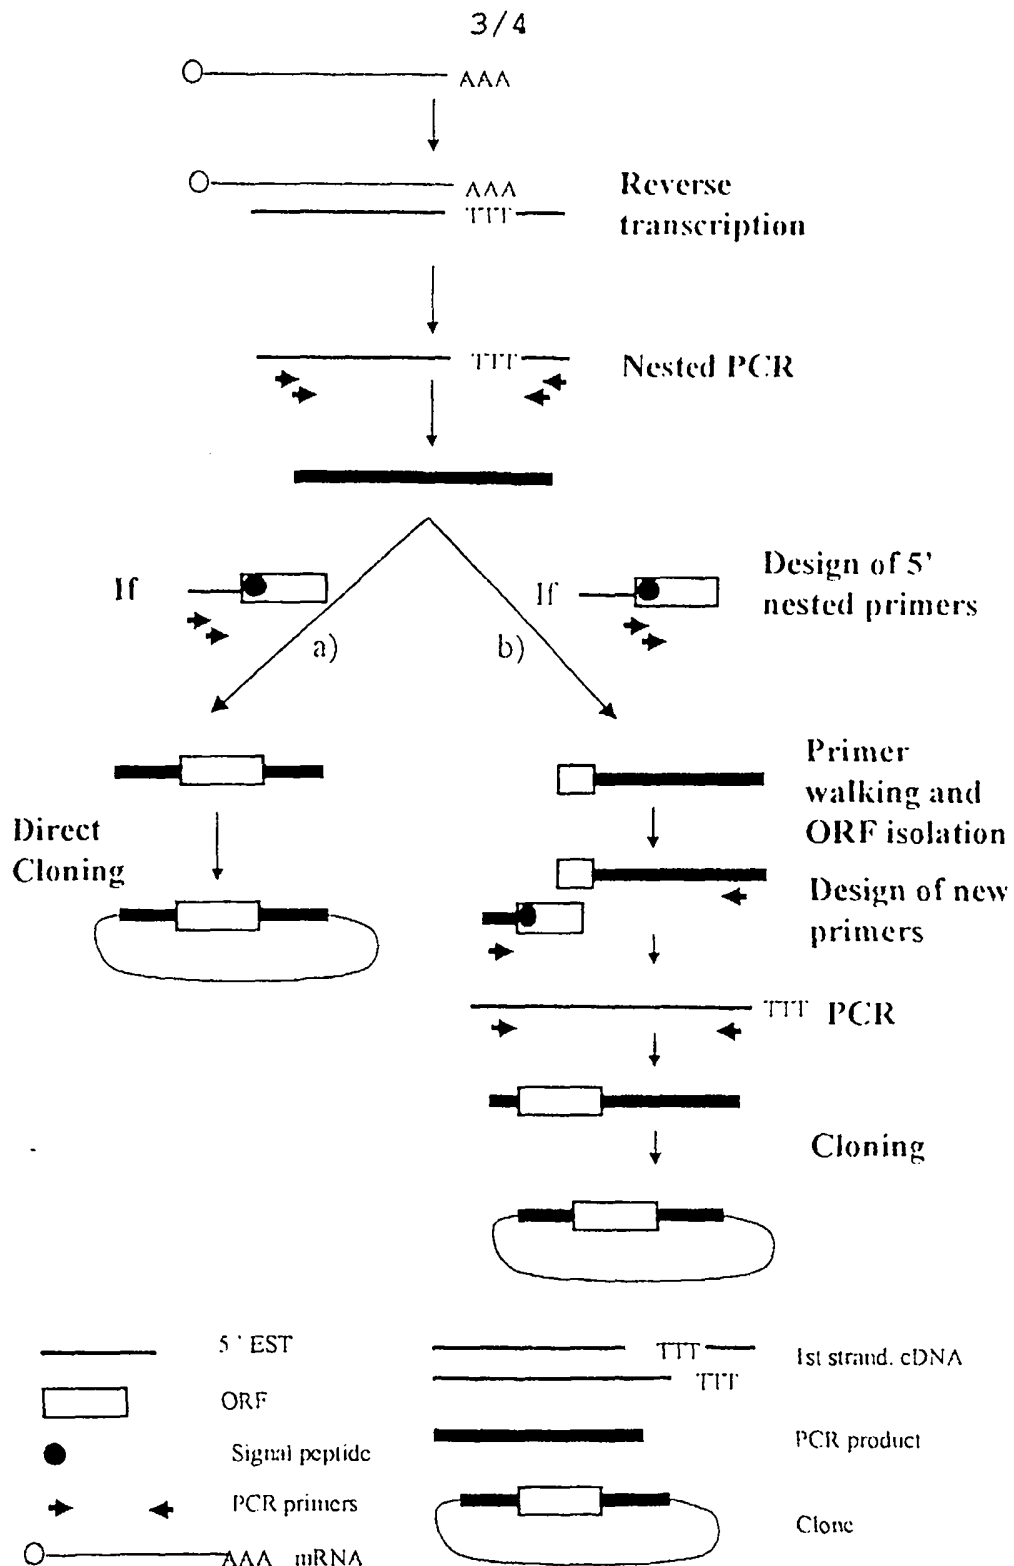 3/4
AAA
AAA
TTT
Reverse
transcription
TTT
Nested PCR
If
a)
If
b)
Design of 5'
nested primers
Primer
walking and
ORF isolation
Direct
Cloning
Design of new
primers
TTT PCR
Cloning
5' EST
ORF
Signal peptide
PCR primers
AAA mRNA
TTT
1st strand. cDNA
TTT
PCR product
Clone